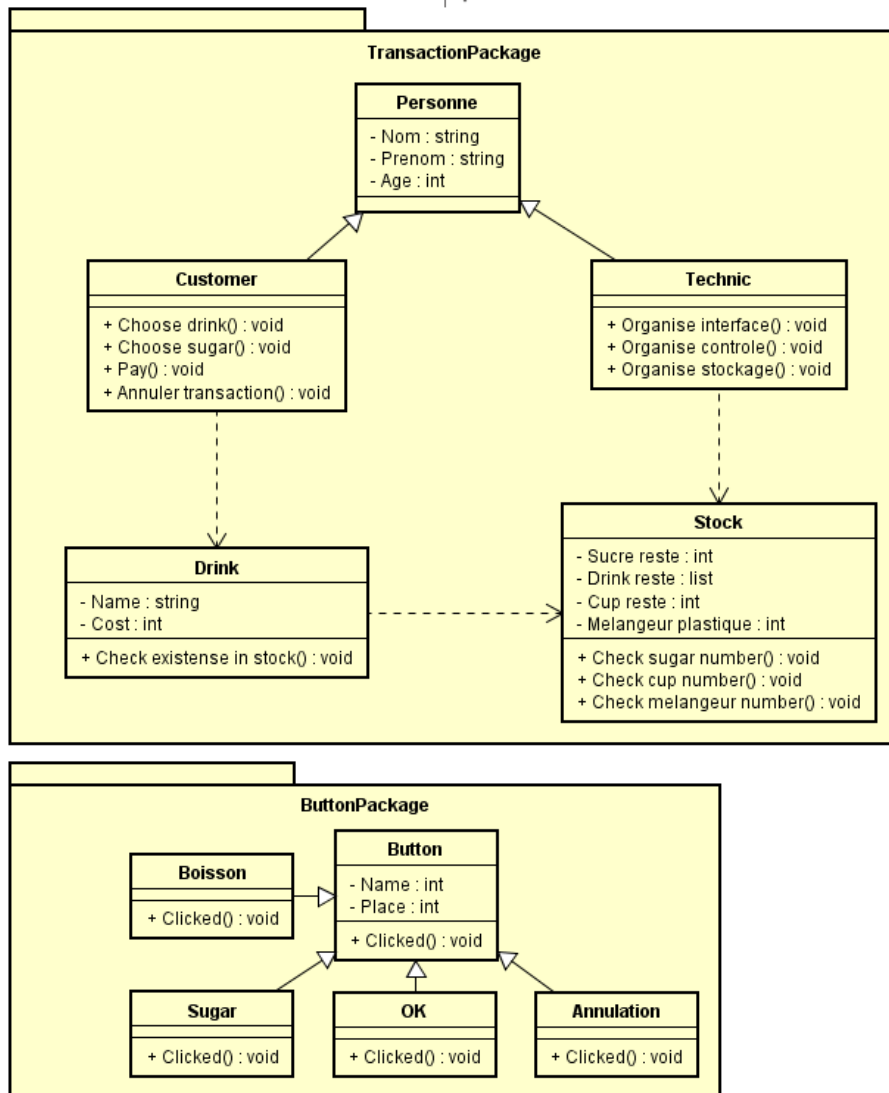 TransactionPackage
Personne
- Nom : string
- Prenom : string
- Age : int
Customer
+ Choose drink() : void
+ Choose sugar() : void
+ Pay() : void
+ Annuler transaction() : void
Technic
+ Organise interface() : void
+ Organise controle() : void
+ Organise stockage() : void
Drink
- Name : string
- Cost : int
+ Check existense in stock() : void
Stock
- Sucre reste : int
- Drink reste : list
- Cup reste : int
- Melangeur plastique : int
+ Check sugar number() : void
+ Check cup number() : void
+ Check melangeur number() : void
ButtonPackage
Button
- Name : int
- Place : int
+ Clicked() : void
Boisson
+ Clicked() : void
Sugar
+ Clicked() : void
OK
+ Clicked() : void
Annulation
+ Clicked() : void